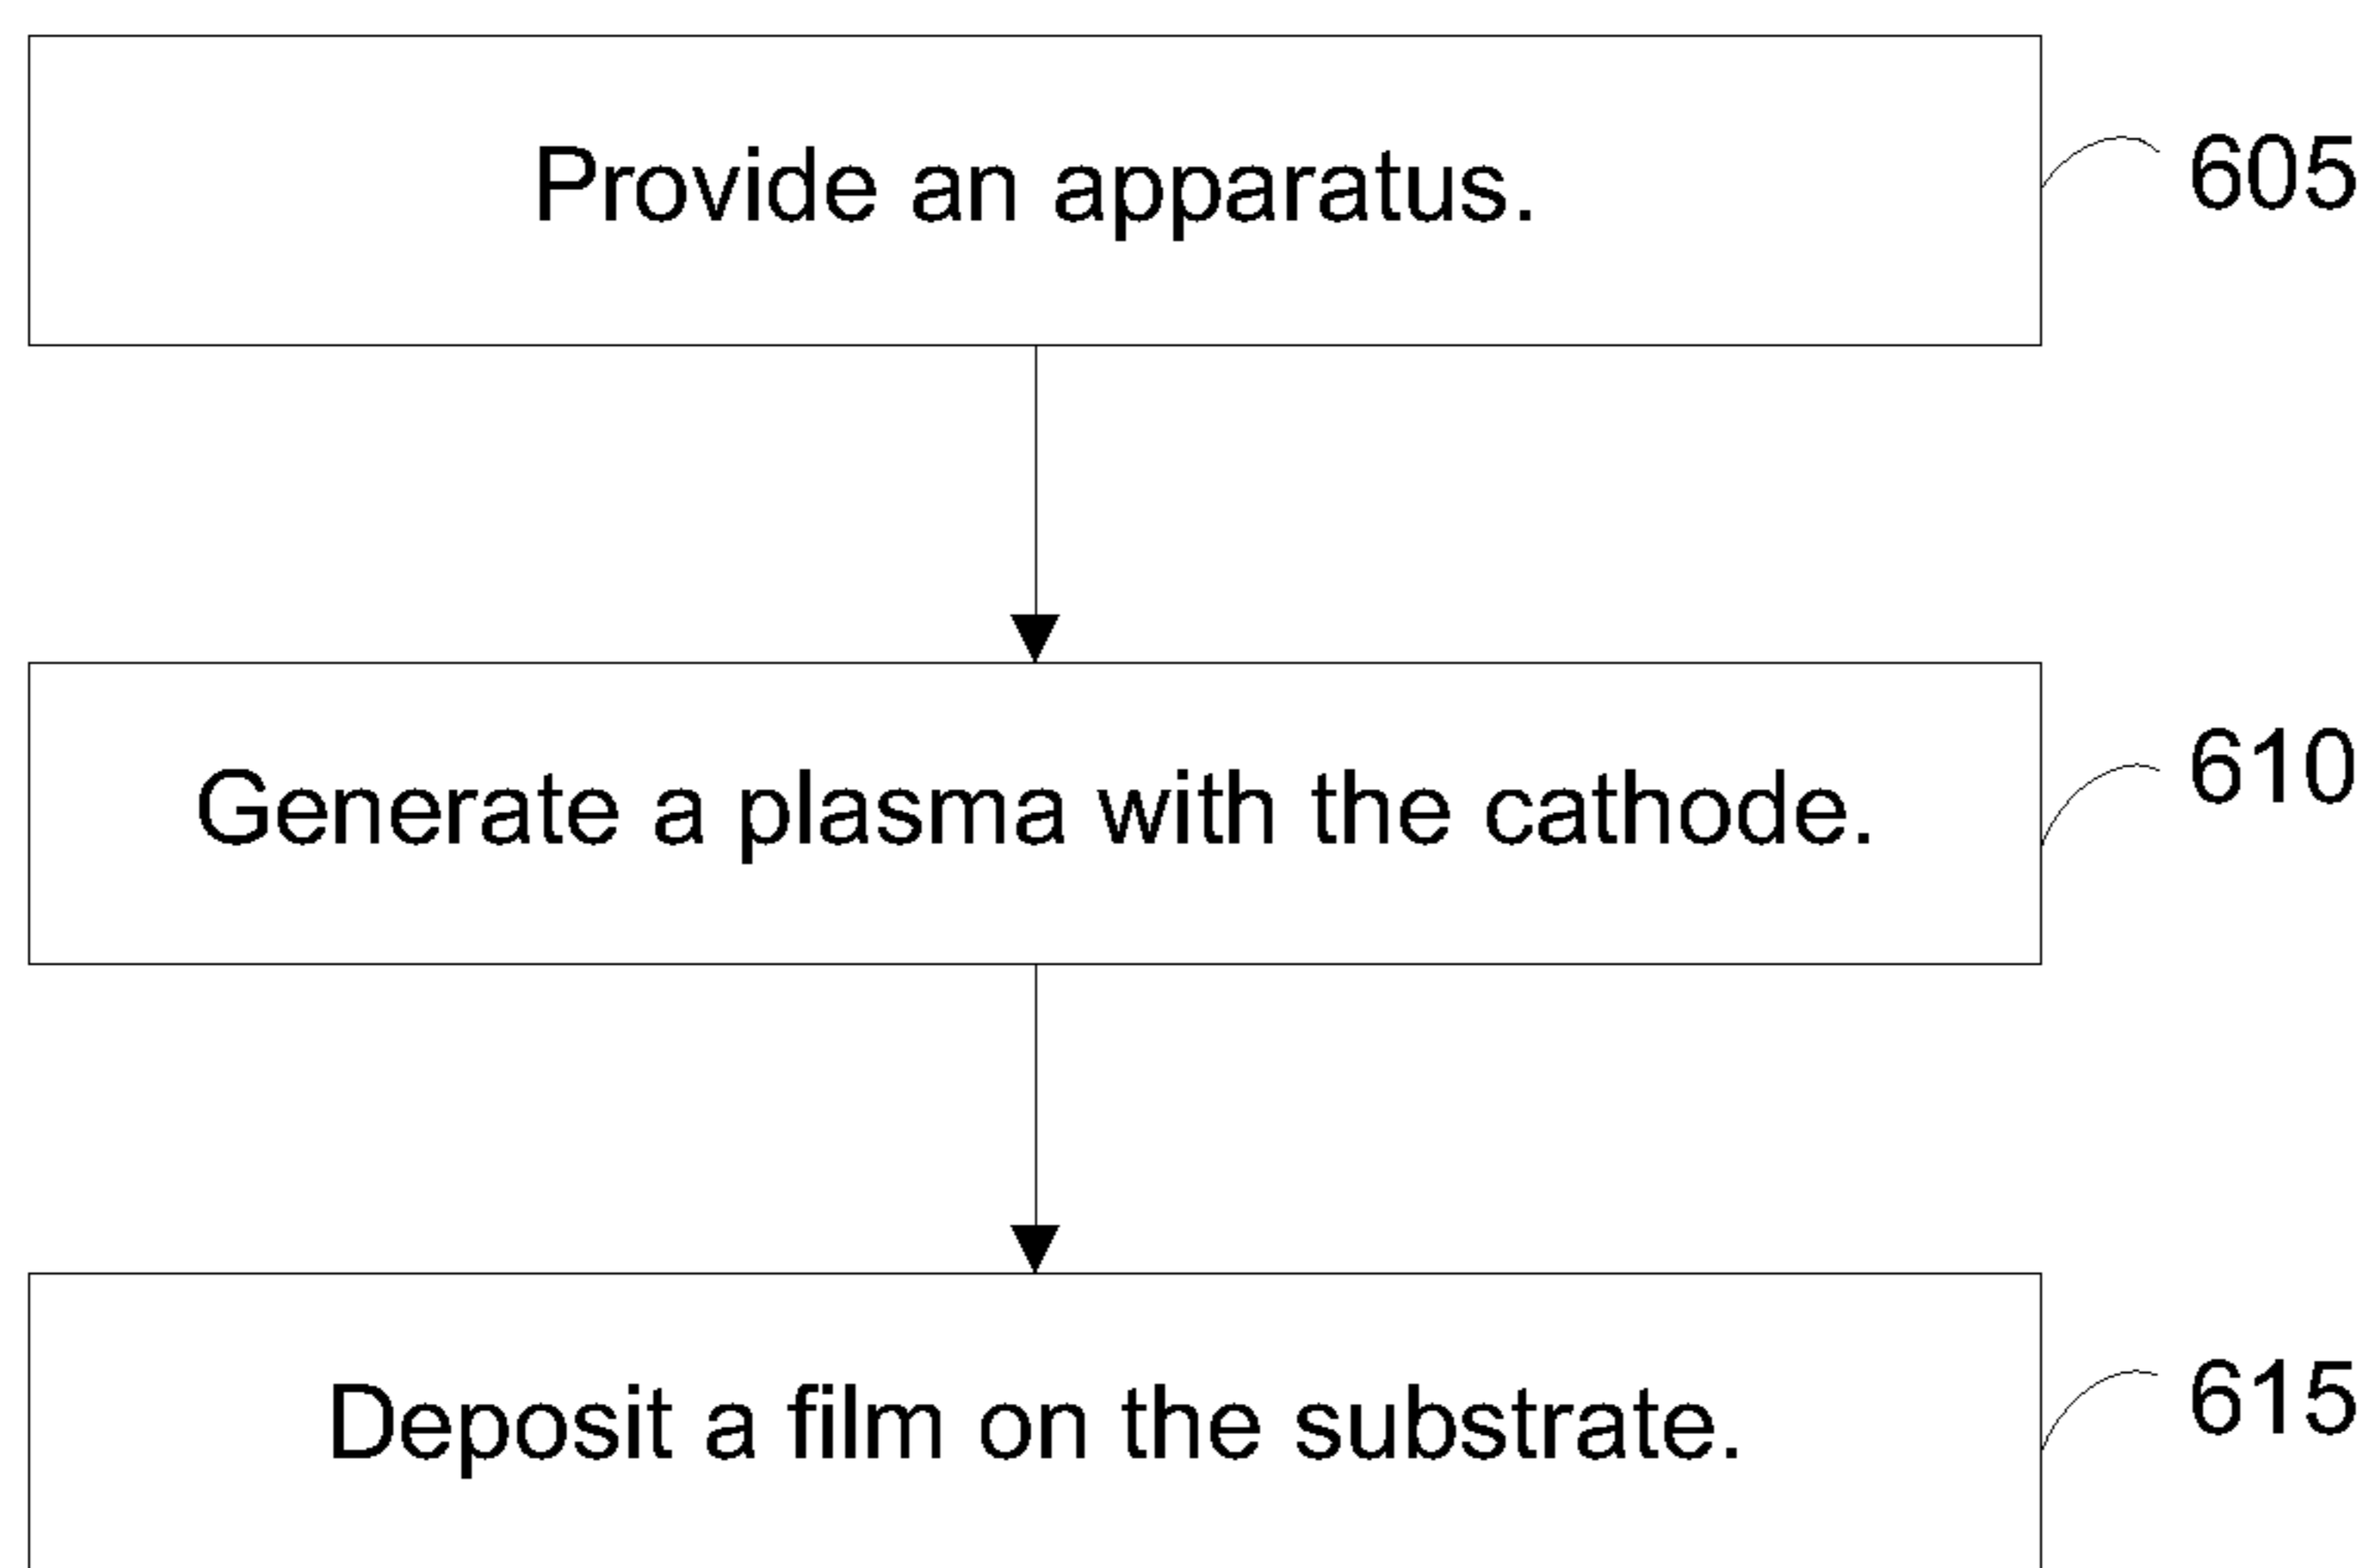 Provide an apparatus.
605
Generate a plasma with the cathode.
610
Deposit a film on the substrate.
615